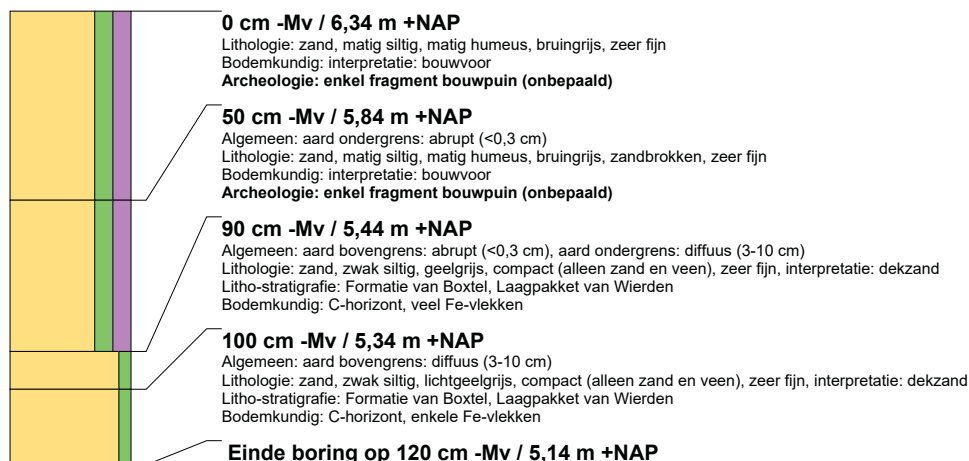 0 cm -Mv / 6,34 m +NAP
Lithologie: zand, matig siltig, matig humeus, bruingrijs, zeer fijn
Bodemkundig: interpretatie: bouwvoor
Archeologie: enkel fragment bouwpuin (onbepaald)
50 cm -Mv / 5,84 m +NAP
Algemeen: aard ondergrens: abrupt (<0,3 cm)
Lithologie: zand, matig siltig, matig humeus, bruingrijs, zandbrokken, zeer fijn
Bodemkundig: interpretatie: bouwvoor
Archeologie: enkel fragment bouwpuin (onbepaald)
90 cm -Mv / 5,44 m +NAP
Algemeen: aard bovengrens: abrupt (<0,3 cm), aard ondergrens: diffuus (3-10 cm)
Lithologie: zand, zwak siltig, geelgrijs, compact (alleen zand en veen), zeer fijn, interpretatie: dekzand
Litho-stratigrafie: Formatie van Boxtel, Laagpakket van Wierden
Bodemkundig: C-horizont, veel Fe-vlekken
100 cm -Mv / 5,34 m +NAP
Algemeen: aard bovengrens: diffuus (3-10 cm)
Lithologie: zand, zwak siltig, lichtgeelgrijs, compact (alleen zand en veen), zeer fijn, interpretatie: dekzand
Litho-stratigrafie: Formatie van Boxtel, Laagpakket van Wierden
Bodemkundig: C-horizont, enkele Fe-vlekken
Einde boring op 120 cm -Mv / 5,14 m +NAP